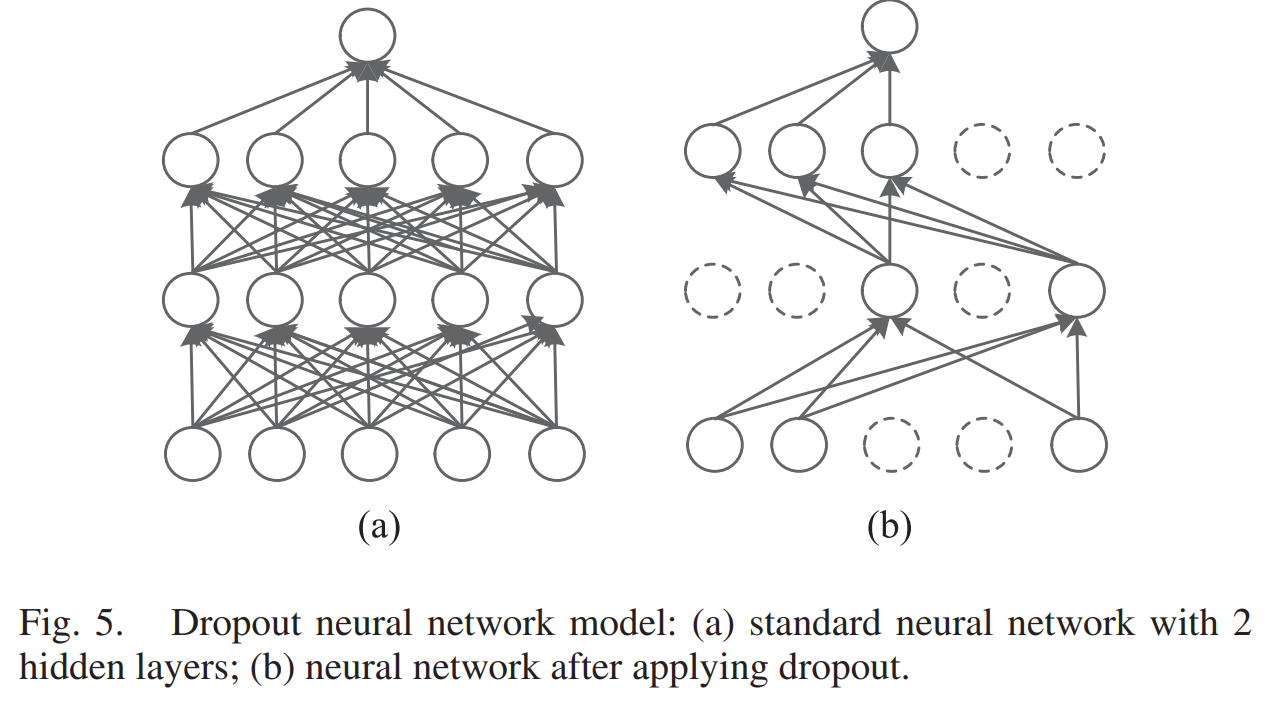 (a) (b)
Fig. 5. Dropout neural network model: (a) standard neural network with 2
hidden layers; (b) neural network after applying dropout.